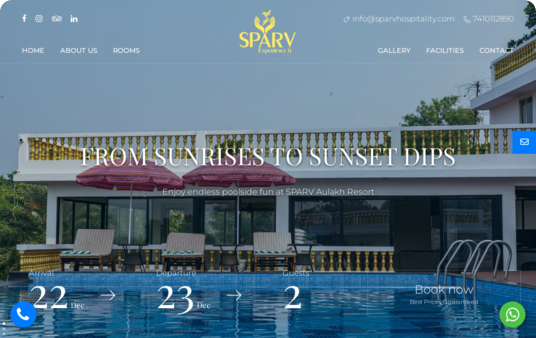 info@sparvhospitality.com 7410112890
SPARV
Experience It
HOME ABOUT US ROOMS GALLERY FACILITIES CONTACT
FROM SUNRISES TO SUNSET DIPS
Enjoy endless poolside fun at SPARV Aulakh Resort
Arrival Departure Guests
22 Dec 23 Dec 2 Book now
Best Prices Guaranteed